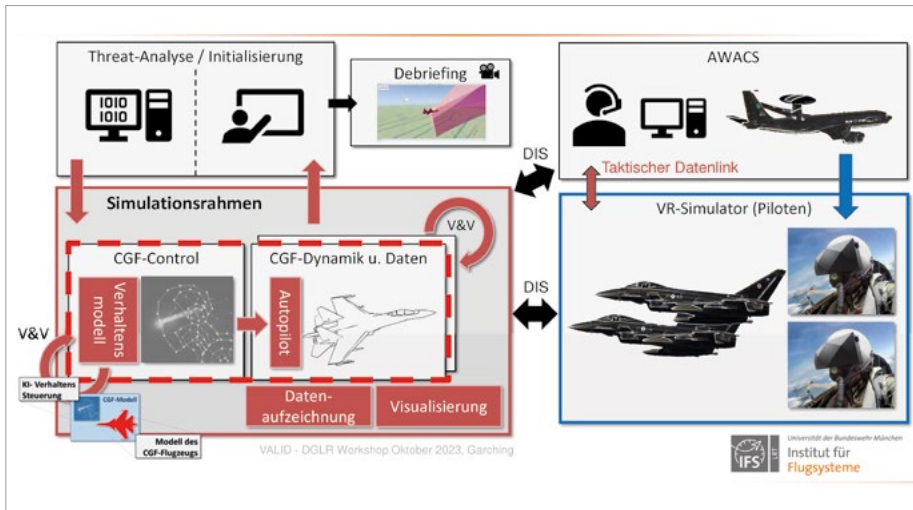 Threat-Analyse / Initialisierung
1010
1010
Debriefing
AWACS
DIS
Taktischer Datenlink
Simulationsrahmen
V&V
VR-Simulator (Piloten)
CGF-Control
CGF-Dynamik u. Daten
Verhaltens
modell
Autopilot
DIS
V&V
KI- Verhaltens
Steuerung
CGF-Modell
Modell des
CGF-Flugzeugs
Daten-
aufzeichnung
Visualisierung
VALID - DGLR Workshop Oktober 2023, Garching
IFS
LRT
Universität der Bundeswehr München
Institut für
Flugsysteme